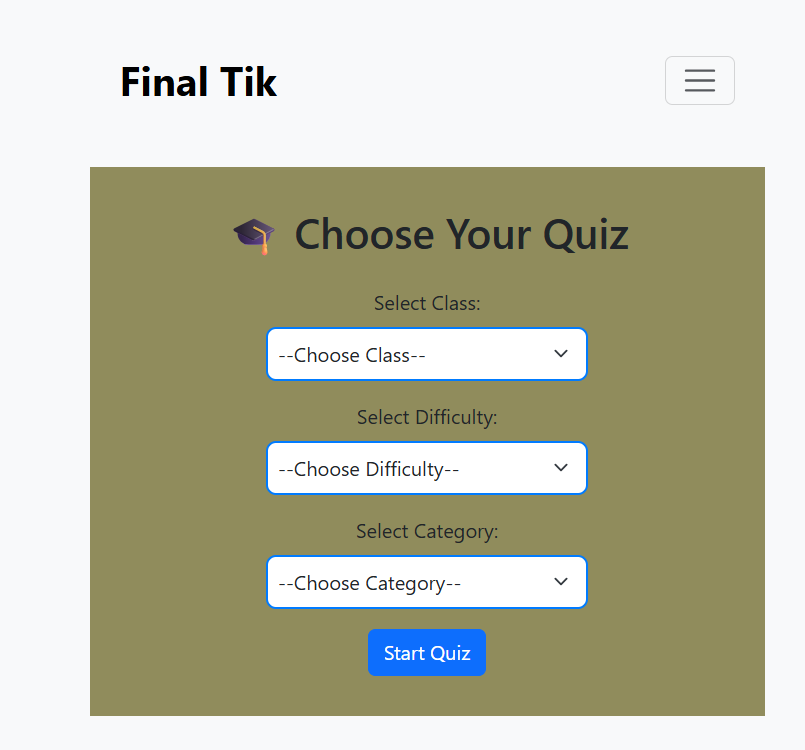 Final Tik
🎓 Choose Your Quiz
Select Class:
--Choose Class--
Select Difficulty:
--Choose Difficulty--
Select Category:
--Choose Category--
Start Quiz